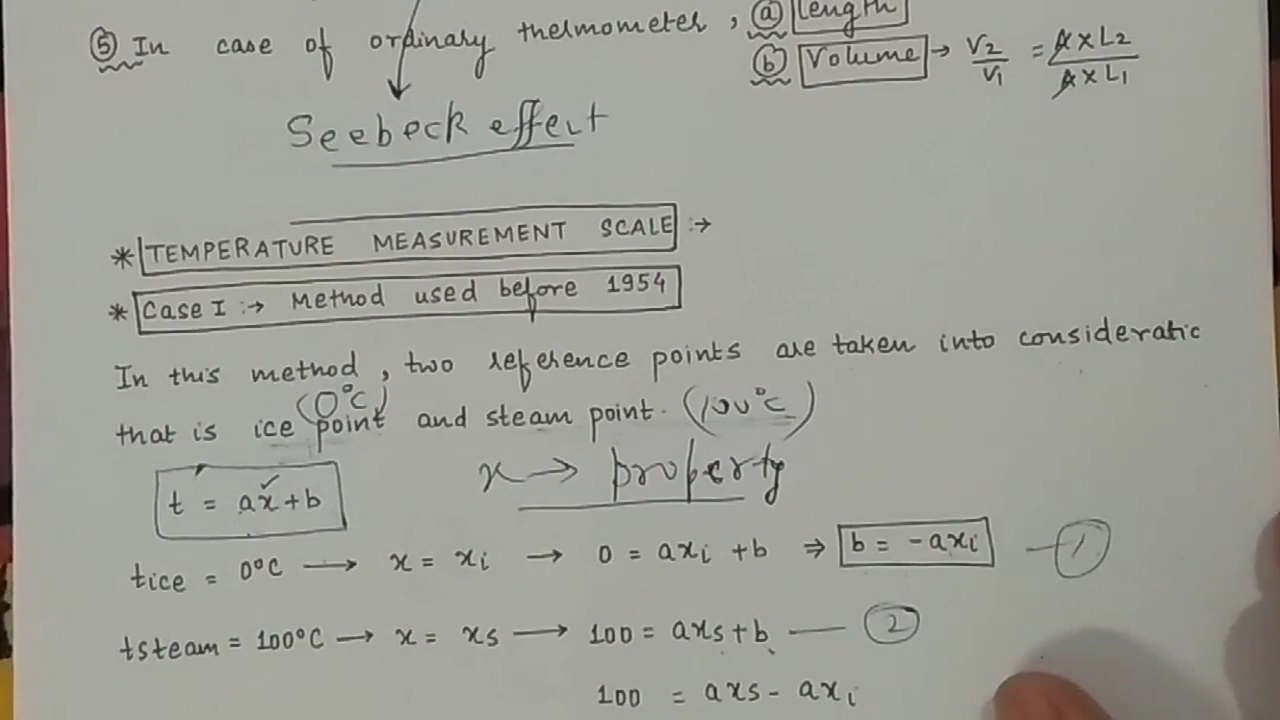 ⑤ In case of ordinary thermometer, ⓐ Length
ⓑ Volume → V₂/V₁ = A×L₂/A×L₁
Seebeck effect
* TEMPERATURE MEASUREMENT SCALE :→
* Case I :→ Method used before 1954
In this method, two reference points are taken into consideratic
that is ice point (0°C) and steam point. (100°C)
t = ax+b ✓ x → property
tice = 0°C → x = xi → 0 = axi + b ⇒ b = -axi — ①
tsteam = 100°C → x = xs → 100 = axs+b — ②
100 = axs - axi